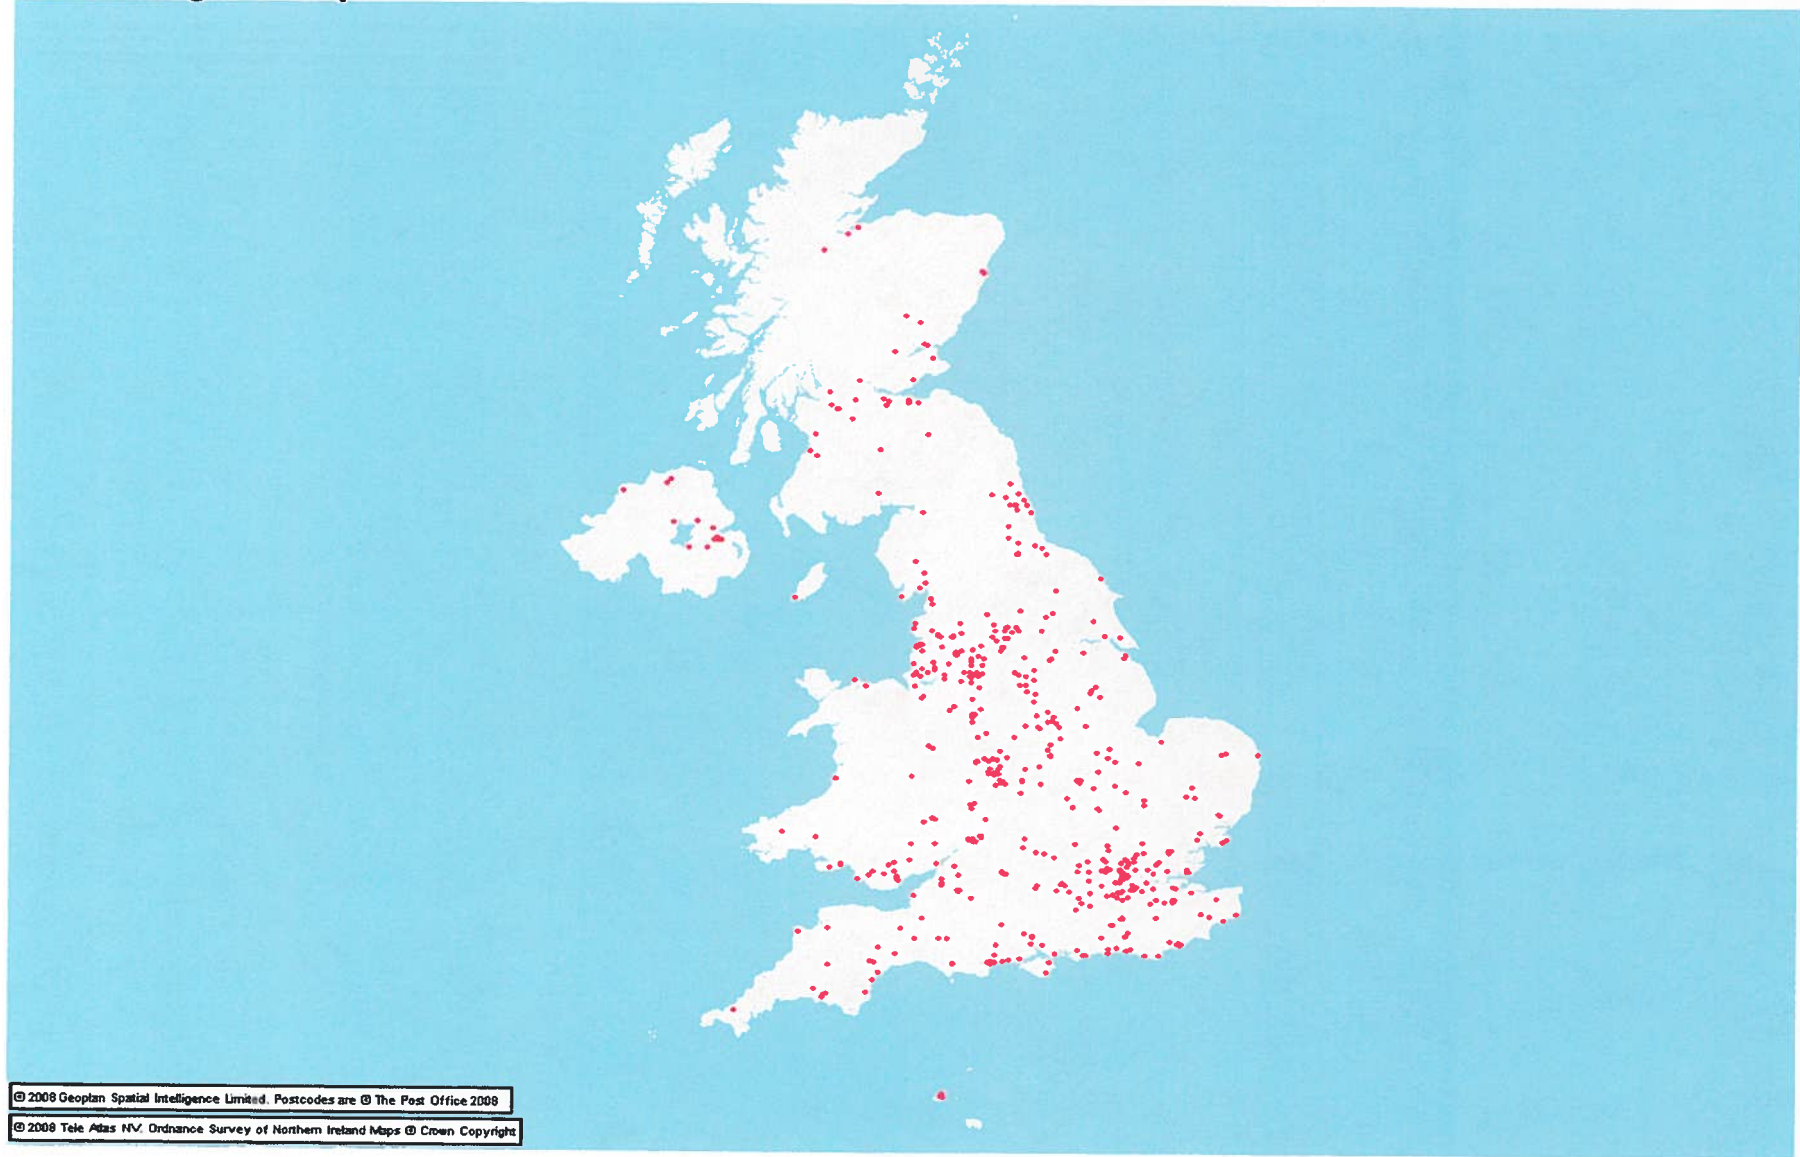 © 2008 Geoplan Spatial Intelligence Limited. Postcodes are © The Post Office 2008
© 2008 Tele Atlas NV. Ordnance Survey of Northern Ireland Maps © Crown Copyright